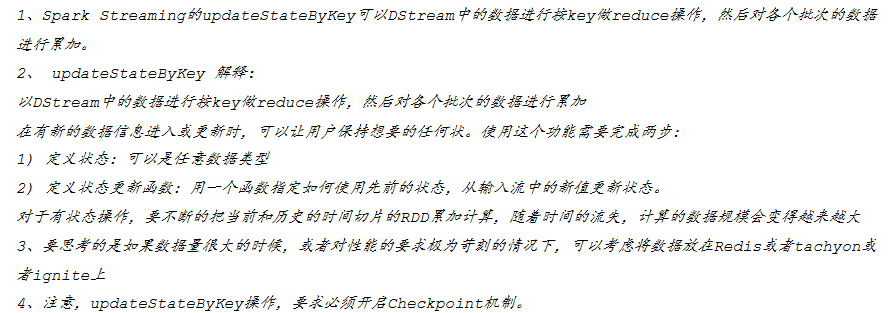 1、Spark Streaming的updateStateByKey可以DStream中的数据进行按key做reduce操作，然后对各个批次的数据
进行累加。
2、 updateStateByKey 解释：
以DStream中的数据进行按key做reduce操作，然后对各个批次的数据进行累加
在有新的数据信息进入或更新时，可以让用户保持想要的任何状。使用这个功能需要完成两步：
1) 定义状态：可以是任意数据类型
2) 定义状态更新函数：用一个函数指定如何使用先前的状态，从输入流中的新值更新状态。
对于有状态操作，要不断的把当前和历史的时间切片的RDD累加计算，随着时间的流失，计算的数据规模会变得越来越大
3、要思考的是如果数据量很大的时候，或者对性能的要求极为苛刻的情况下，可以考虑将数据放在Redis或者tachyon或
者ignite上
4、注意，updateStateByKey操作，要求必须开启Checkpoint机制。